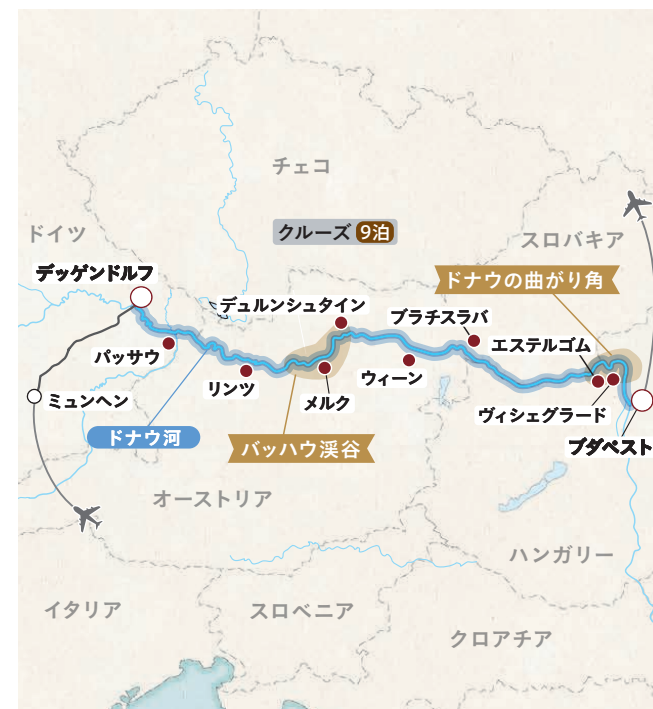 チェコ
クルーズ 9泊
ドイツ
スロバキア
デッゲンドルフ
ドナウの曲がり角
デュルンシュタイン
ブラチスラバ
エステルゴム
パッサウ
リンツ
メルク
ウィーン
ミュンヘン
ヴィシェグラード
ドナウ河
バッハウ渓谷
ブダペスト
オーストリア
ハンガリー
イタリア
スロベニア
クロアチア